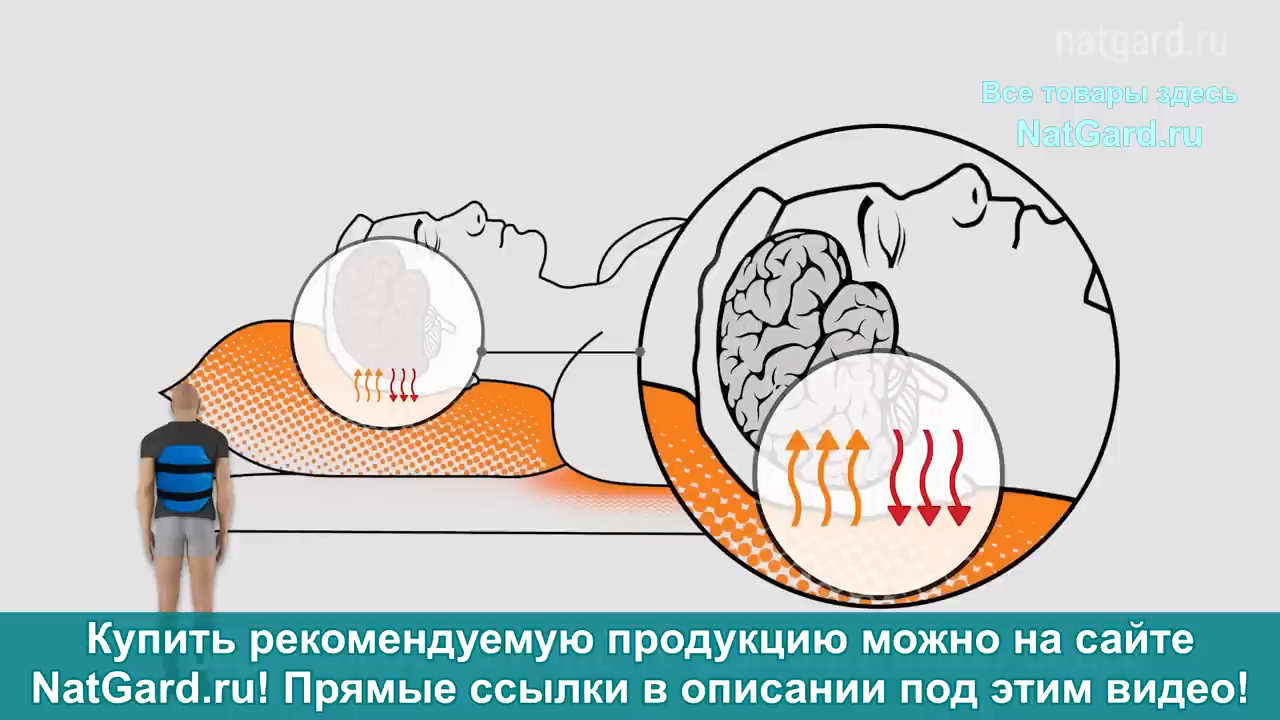 natgard.ru
Все товары здесь
NatGard.ru
Купить рекомендуемую продукцию можно на сайте
NatGard.ru! Прямые ссылки в описании под этим видео!